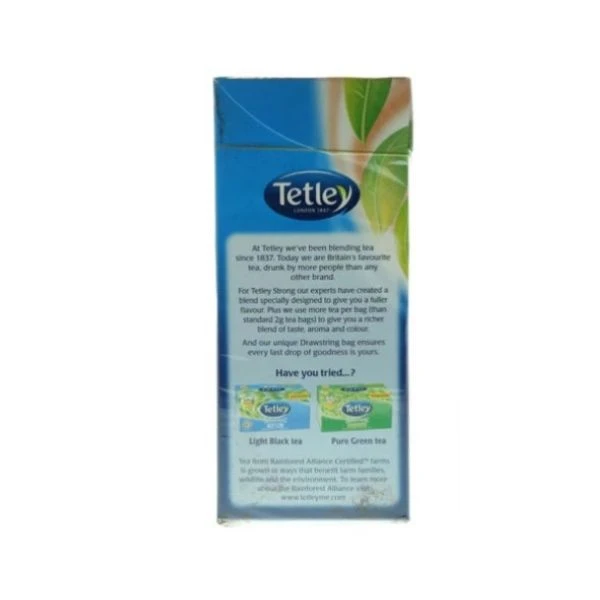 Tetley
LONDON 1837
At Tetley we've been blending tea
since 1837. Today we are Britain's favourite
tea, drunk by more people than any
other brand.
For Tetley Strong our experts have created a
blend specially designed to give you a fuller
flavour. Plus we use more tea per bag (than
standard 2g tea bags) to give you a richer
blend of taste, aroma and colour.
And our unique Drawstring bag ensures
every last drop of goodness is yours.
Have you tried...?
Tetley
Tetley
Light Black tea
Pure Green tea
Tea from Rainforest Alliance Certified™ farms
is grown in ways that benefit farm families,
wildlife and the environment. To learn more
about the Rainforest Alliance visit
www.tetleyme.com